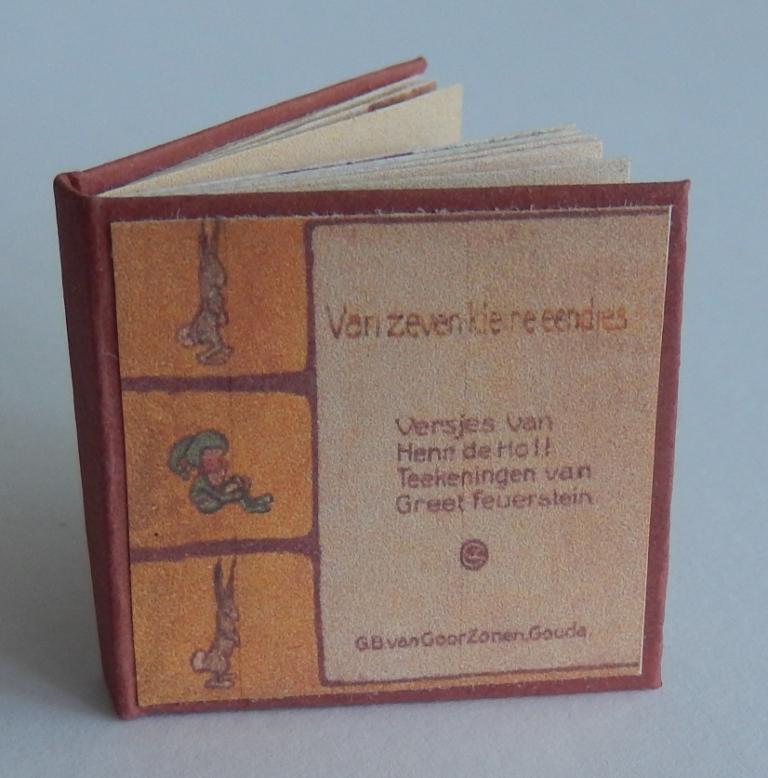 Van zeven kleine eendjes
Versjes van
Henri de Holl
Teekeningen van
Greet Feuerstein
G.B. van Goor Zonen. Gouda.